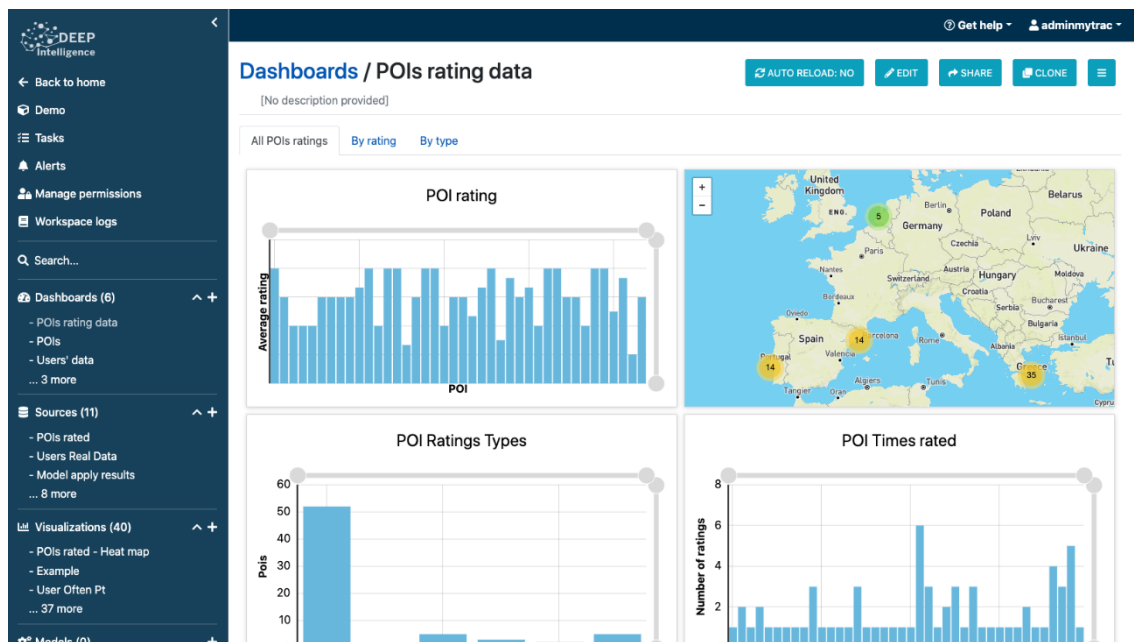 DEEP
Intelligence
Get help
adminmytrac
Back to home
Demo
Tasks
Alerts
Manage permissions
Workspace logs
Search...
Dashboards (6)
- POIs rating data
- POIs
- Users' data
... 3 more
Sources (11)
- POIs rated
- Users Real Data
- Model apply results
... 8 more
Visualizations (40)
- POIs rated - Heat map
- Example
- User Often Pt
... 37 more
Models (0)
Dashboards / POIs rating data
AUTO RELOAD: NO
EDIT
SHARE
CLONE
[No description provided]
All POIs ratings
By rating
By type
POI rating
Average rating
POI
+
-
United
Kingdom
ENG.
5
Berlin
Poland
Belarus
Germany
Paris
Czechia
Lviv
Ukraine
Nantes
Switzerland
Austria
Hungary
Moldova
Croatia
Bordeaux
Serbia
Bucharest
Oviedo
Bulgaria
Spain
14
Rome
Albania
Istanbul
Portugal
Valencia
14
Greece
35
Algiers
Tunis
Tangier
Oran
POI Ratings Types
60
50
40
30
20
10
Pois
POI Times rated
8
6
4
2
Number of ratings